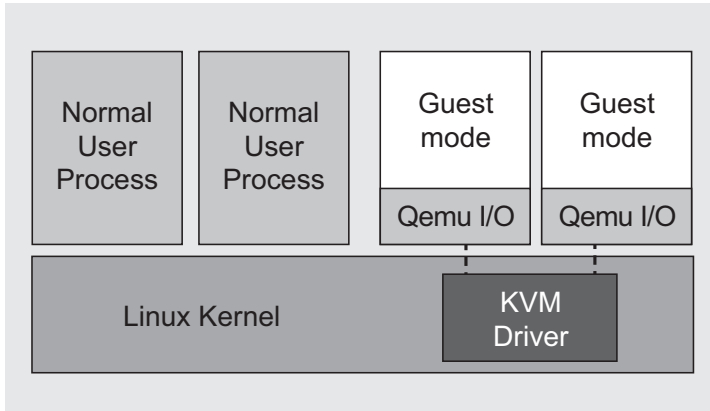 Normal
User
Process
Normal
User
Process
Guest
mode
Qemu I/O
Guest
mode
Qemu I/O
Linux Kernel
KVM
Driver